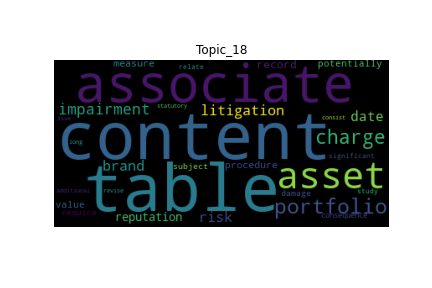 Topic_18
measure relate record potentially
associate
impairment litigation date
content charge
long consist
brand subject procedure significant
table asset
additional revise damage study
value portfolio
require reputation risk consequence
statutory